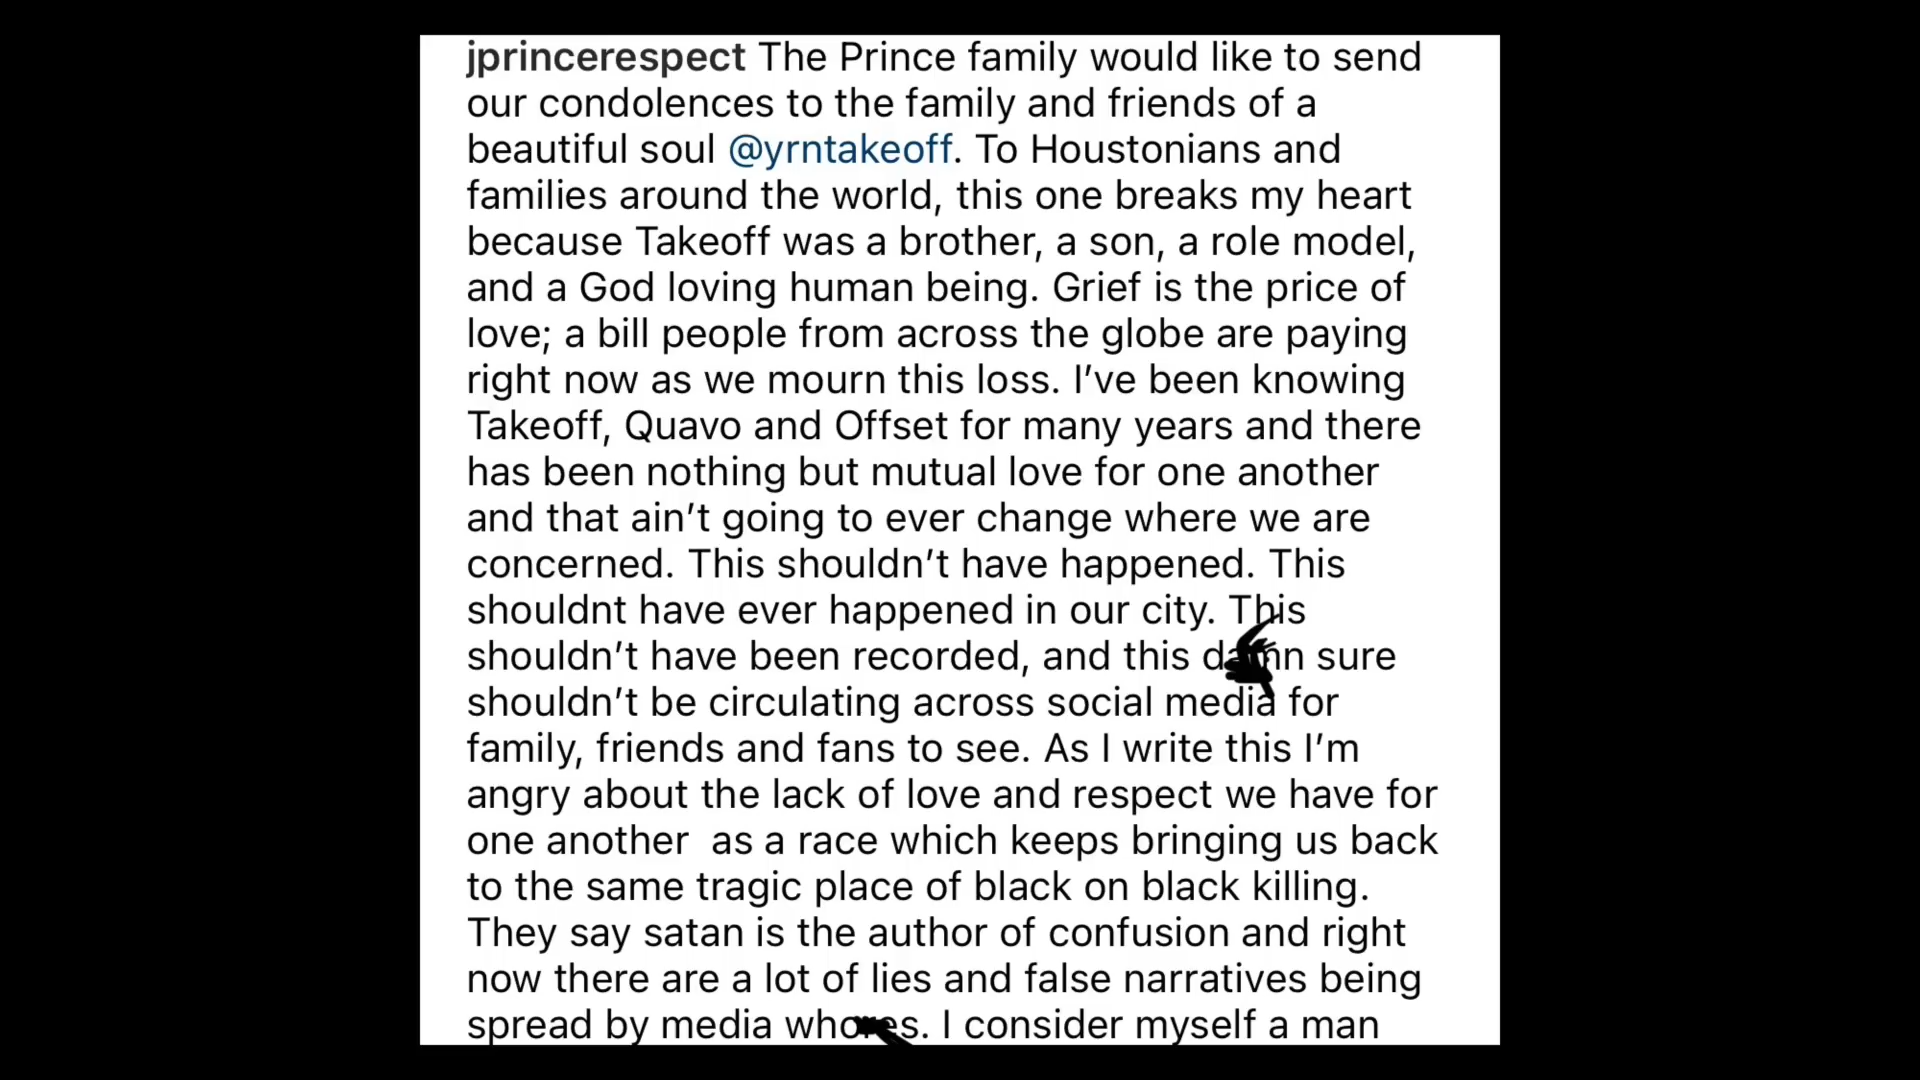 jprincerespect The Prince family would like to send
our condolences to the family and friends of a
beautiful soul @yrntakeoff. To Houstonians and
families around the world, this one breaks my heart
because Takeoff was a brother, a son, a role model,
and a God loving human being. Grief is the price of
love; a bill people from across the globe are paying
right now as we mourn this loss. I’ve been knowing
Takeoff, Quavo and Offset for many years and there
has been nothing but mutual love for one another
and that ain’t going to ever change where we are
concerned. This shouldn’t have happened. This
shouldnt have ever happened in our city. This
shouldn’t have been recorded, and this damn sure
shouldn’t be circulating across social media for
family, friends and fans to see. As I write this I’m
angry about the lack of love and respect we have for
one another  as a race which keeps bringing us back
to the same tragic place of black on black killing.
They say satan is the author of confusion and right
now there are a lot of lies and false narratives being
spread by media whores. I consider myself a man